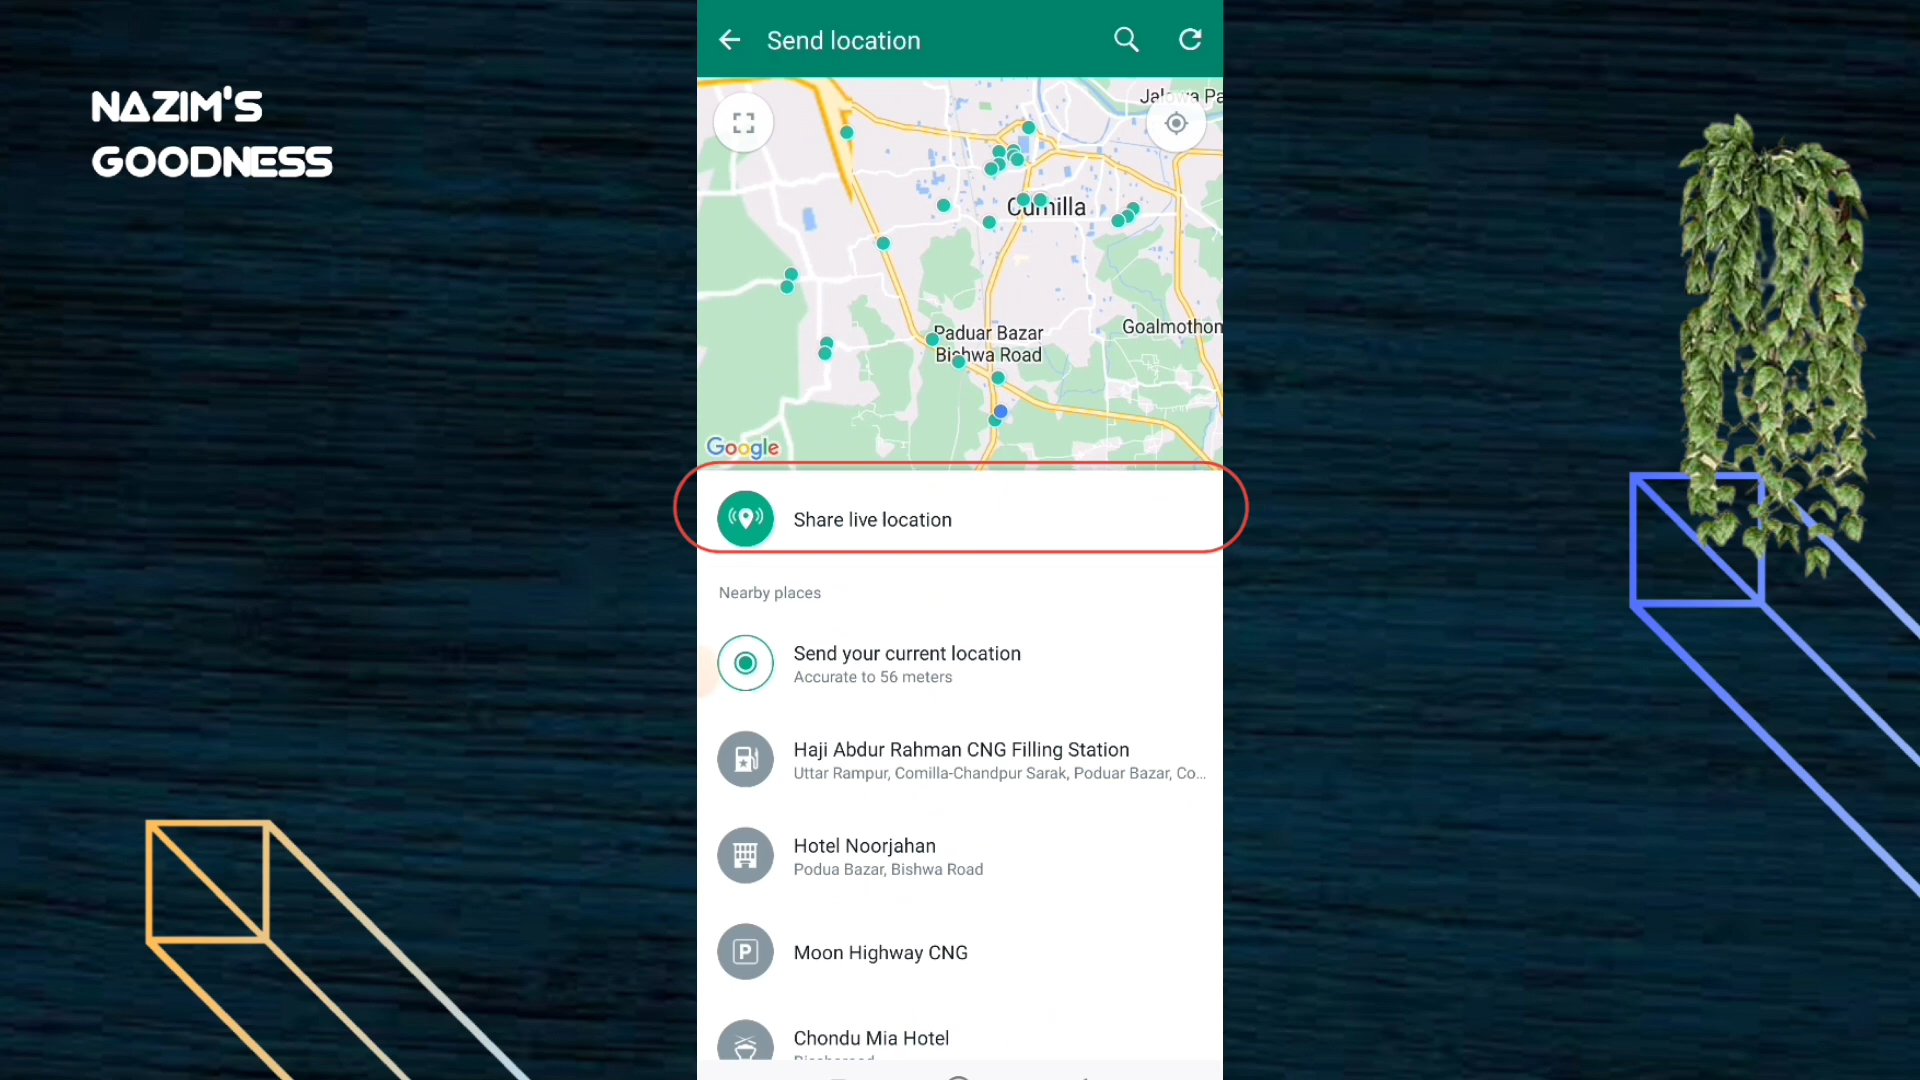 NAZIM'S
GOODNESS
Send location
Jalowa Pa
Cumilla
Paduar Bazar
Bishwa Road
Goalmothon
Google
Share live location
Nearby places
Send your current location
Accurate to 56 meters
Haji Abdur Rahman CNG Filling Station
Uttar Rampur, Comilla-Chandpur Sarak, Poduar Bazar, Co...
Hotel Noorjahan
Podua Bazar, Bishwa Road
P
Moon Highway CNG
Chondu Mia Hotel